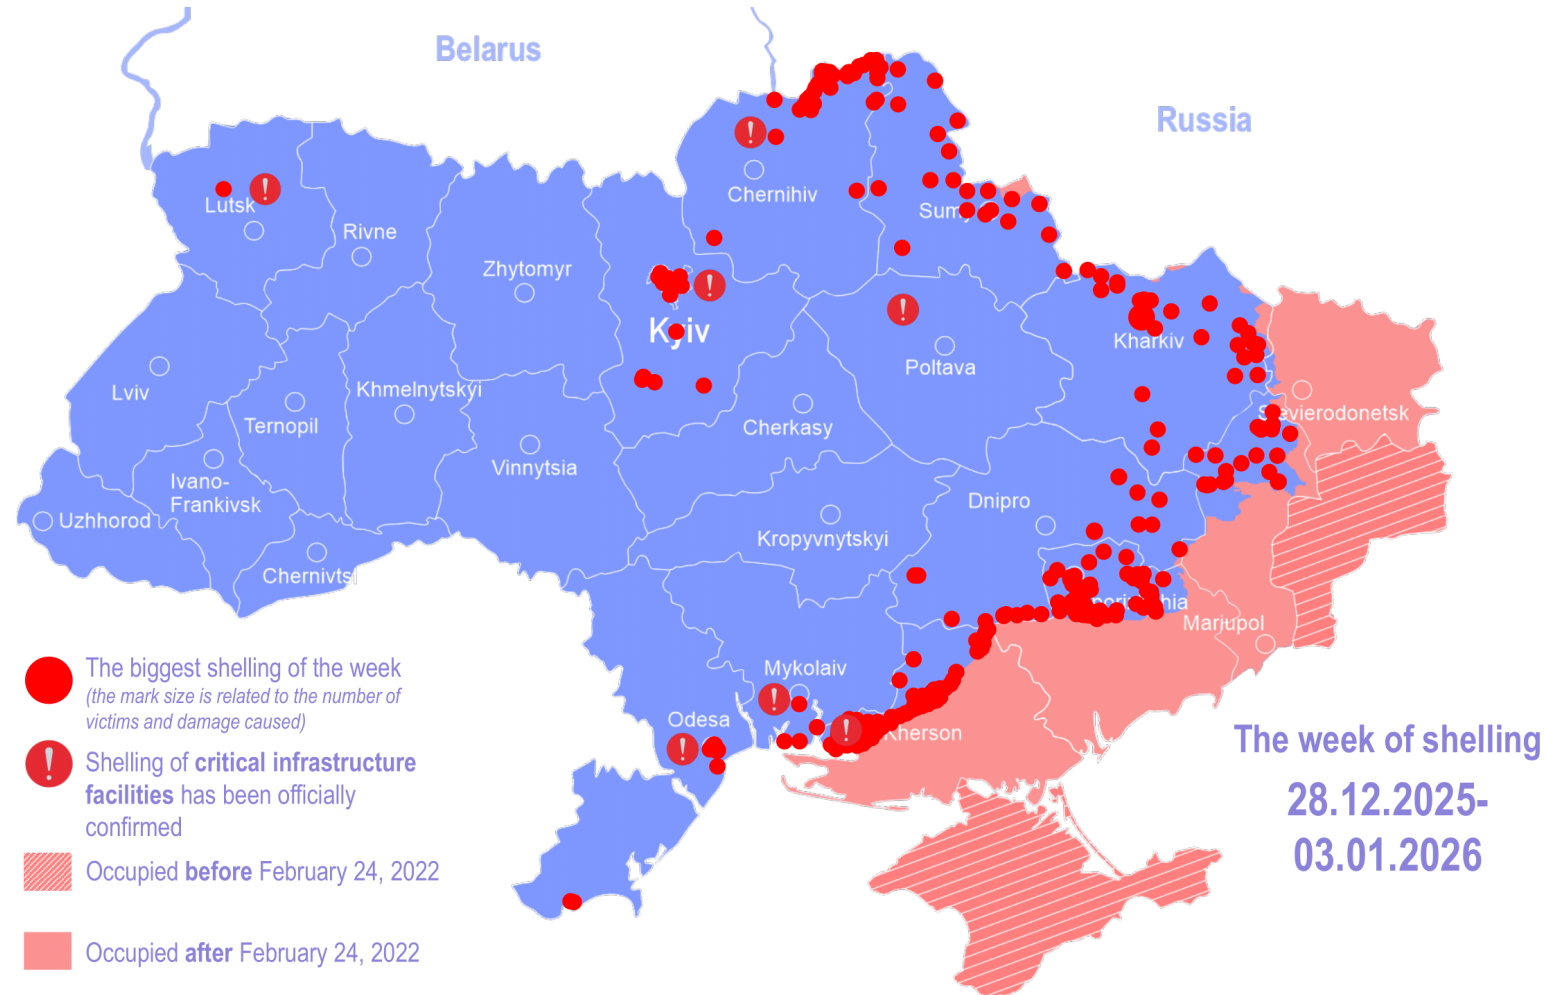 Belarus
Russia
Lutsk
Rivne
Zhytomyr
Chernihiv
Sumy
Kyiv
Poltava
Kharkiv
Lviv
Ternopil
Khmelnytskyi
Vinnytsia
Cherkasy
Sievierodonetsk
Ivano-
Frankivsk
Uzhhorod
Chernivtsi
Kropyvnytskyi
Dnipro
Mariupol
Mykolaiv
Odesa
Kherson
The biggest shelling of the week
(the mark size is related to the number of
victims and damage caused)
Shelling of critical infrastructure
facilities has been officially
confirmed
Occupied before February 24, 2022
Occupied after February 24, 2022
The week of shelling
28.12.2025-
03.01.2026